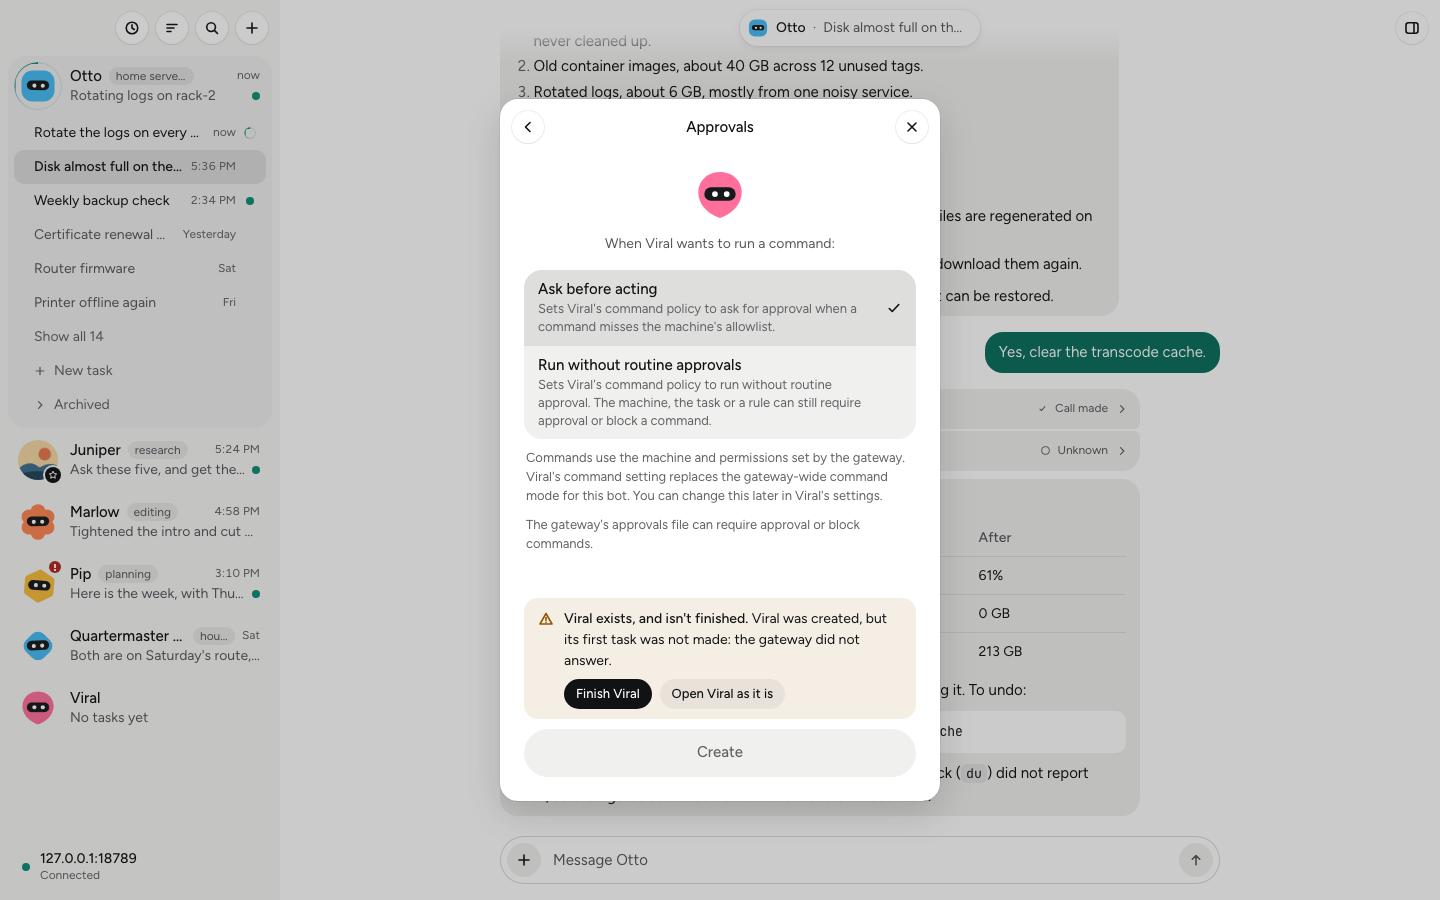 Otto
home serve...
now
Rotating logs on rack-2
Rotate the logs on every ...
now
Disk almost full on the...
5:36 PM
Weekly backup check
2:34 PM
Certificate renewal ...
Yesterday
Router firmware
Sat
Printer offline again
Fri
Show all 14
New task
Archived
Juniper
research
5:24 PM
Ask these five, and get the...
Marlow
editing
4:58 PM
Tightened the intro and cut ...
Pip
planning
3:10 PM
Here is the week, with Thu...
Quartermaster ...
hou...
Sat
Both are on Saturday's route,...
Viral
No tasks yet
127.0.0.1:18789
Connected
Otto · Disk almost full on th...
never cleaned up.
2. Old container images, about 40 GB across 12 unused tags.
3. Rotated logs, about 6 GB, mostly from one noisy service.
iles are regenerated on
download them again.
can be restored.
Yes, clear the transcode cache.
Call made
Unknown
After
61%
0 GB
213 GB
g it. To undo:
che
ck ( du ) did not report
Approvals
When Viral wants to run a command:
Ask before acting
Sets Viral's command policy to ask for approval when a
command misses the machine's allowlist.
Run without routine approvals
Sets Viral's command policy to run without routine
approval. The machine, the task or a rule can still require
approval or block a command.
Commands use the machine and permissions set by the gateway.
Viral's command setting replaces the gateway-wide command
mode for this bot. You can change this later in Viral's settings.
The gateway's approvals file can require approval or block
commands.
Viral exists, and isn't finished. Viral was created, but
its first task was not made: the gateway did not
answer.
Finish Viral
Open Viral as it is
Create
Message Otto